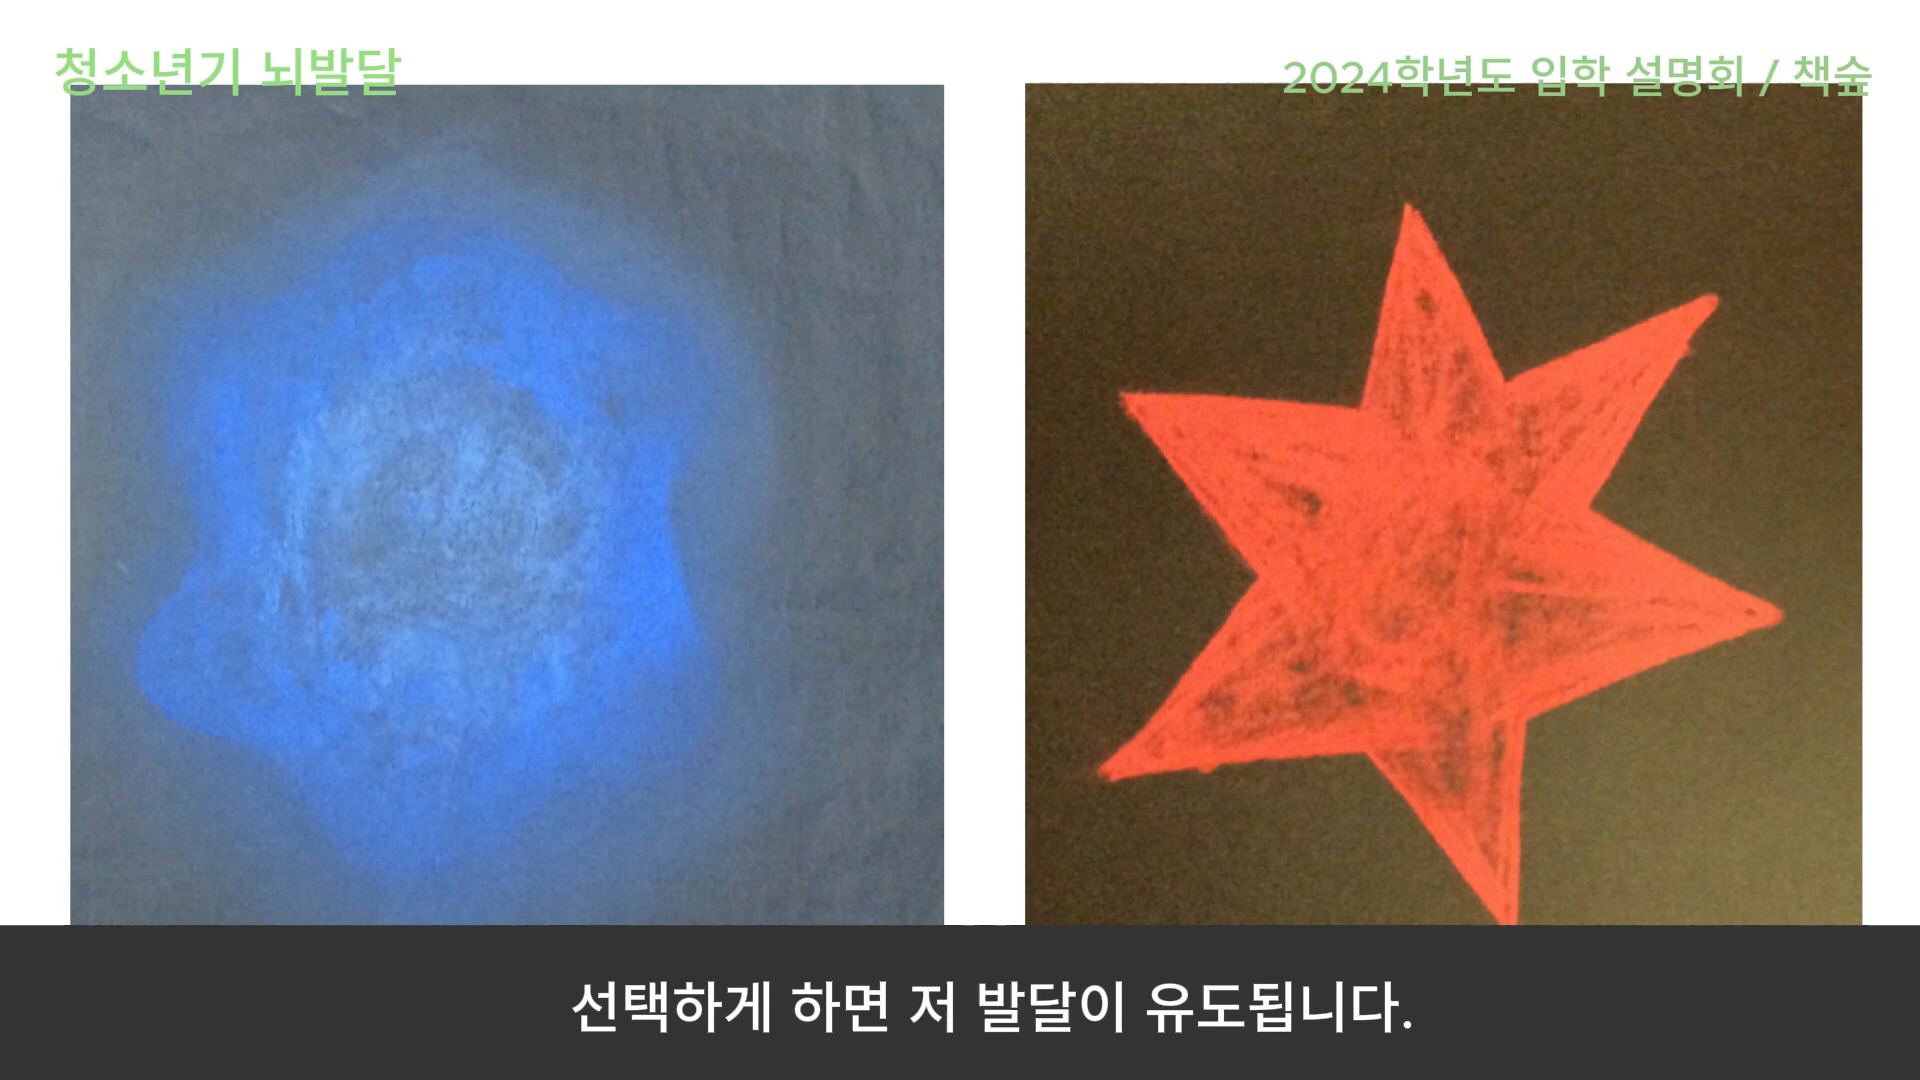 청소년기 뇌발달
2024학년도 입학 설명회 / 책숲
선택하게 하면 저 발달이 유도됩니다.